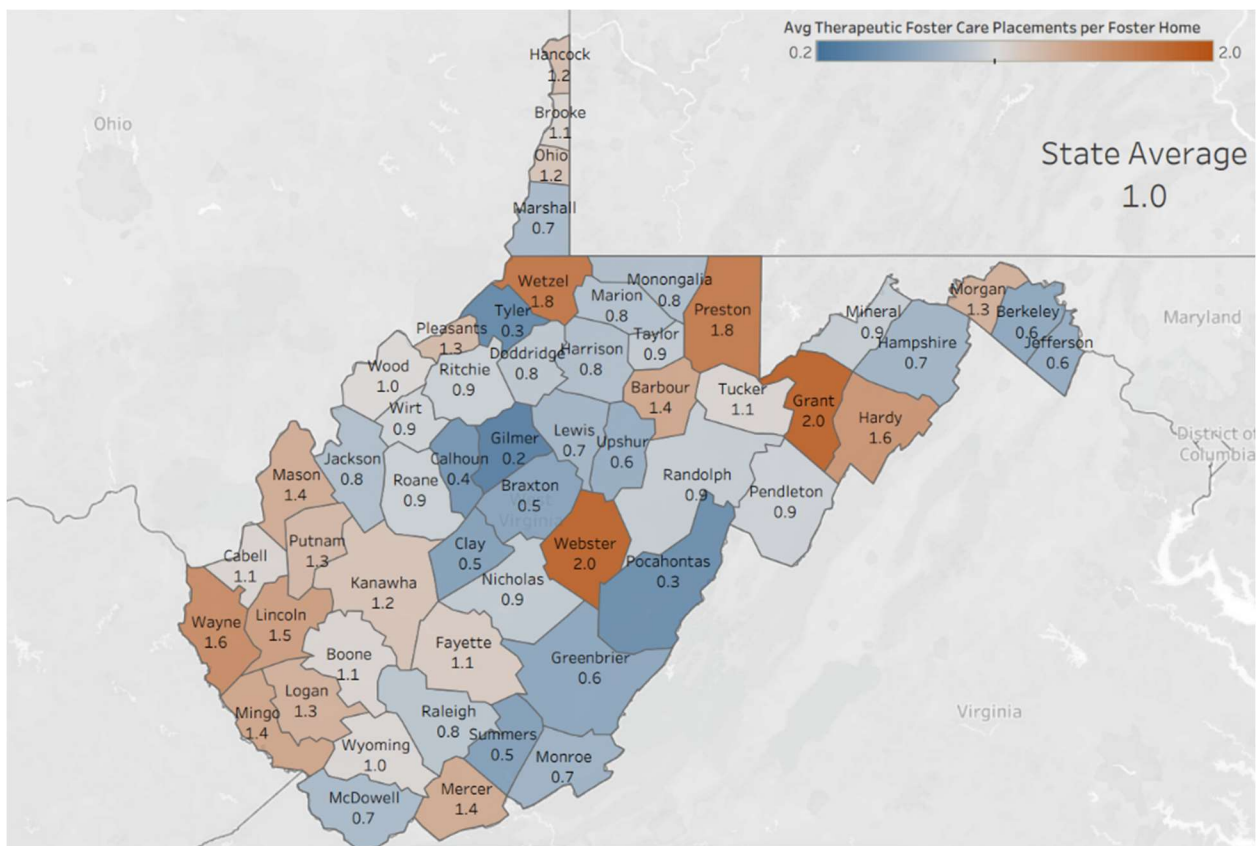 Avg Therapeutic Foster Care Placements per Foster Home
0.2
2.0
State Average
1.0
Ohio
Hancock
1.2
Brooke
1.1
Ohio
1.2
Marshall
0.7
Wetzel
1.8
Monongalia
0.8
Marion
0.8
Preston
1.8
Tyler
0.3
Pleasants
1.3
Doddridge
0.8
Harrison
0.8
Taylor
0.9
Mineral
0.9
Hampshire
0.7
Morgan
1.3
Berkeley
0.6
Jefferson
0.6
Maryland
Wood
1.0
Ritchie
0.9
Wirt
0.9
Barbour
1.4
Tucker
1.1
Grant
2.0
Hardy
1.6
District of
Columbia
Jackson
0.8
Roane
0.9
Calhoun
0.4
Gilmer
0.2
Lewis
0.7
Upshur
0.6
Randolph
0.9
Pendleton
0.9
Mason
1.4
Braxton
0.5
West
Virginia
Putnam
1.3
Cabell
1.1
Kanawha
1.2
Clay
0.5
Nicholas
0.9
Webster
2.0
Pocahontas
0.3
Wayne
1.6
Lincoln
1.5
Boone
1.1
Fayette
1.1
Greenbrier
0.6
Logan
1.3
Mingo
1.4
Raleigh
0.8
Summers
0.5
Monroe
0.7
Wyoming
1.0
McDowell
0.7
Mercer
1.4
Virginia